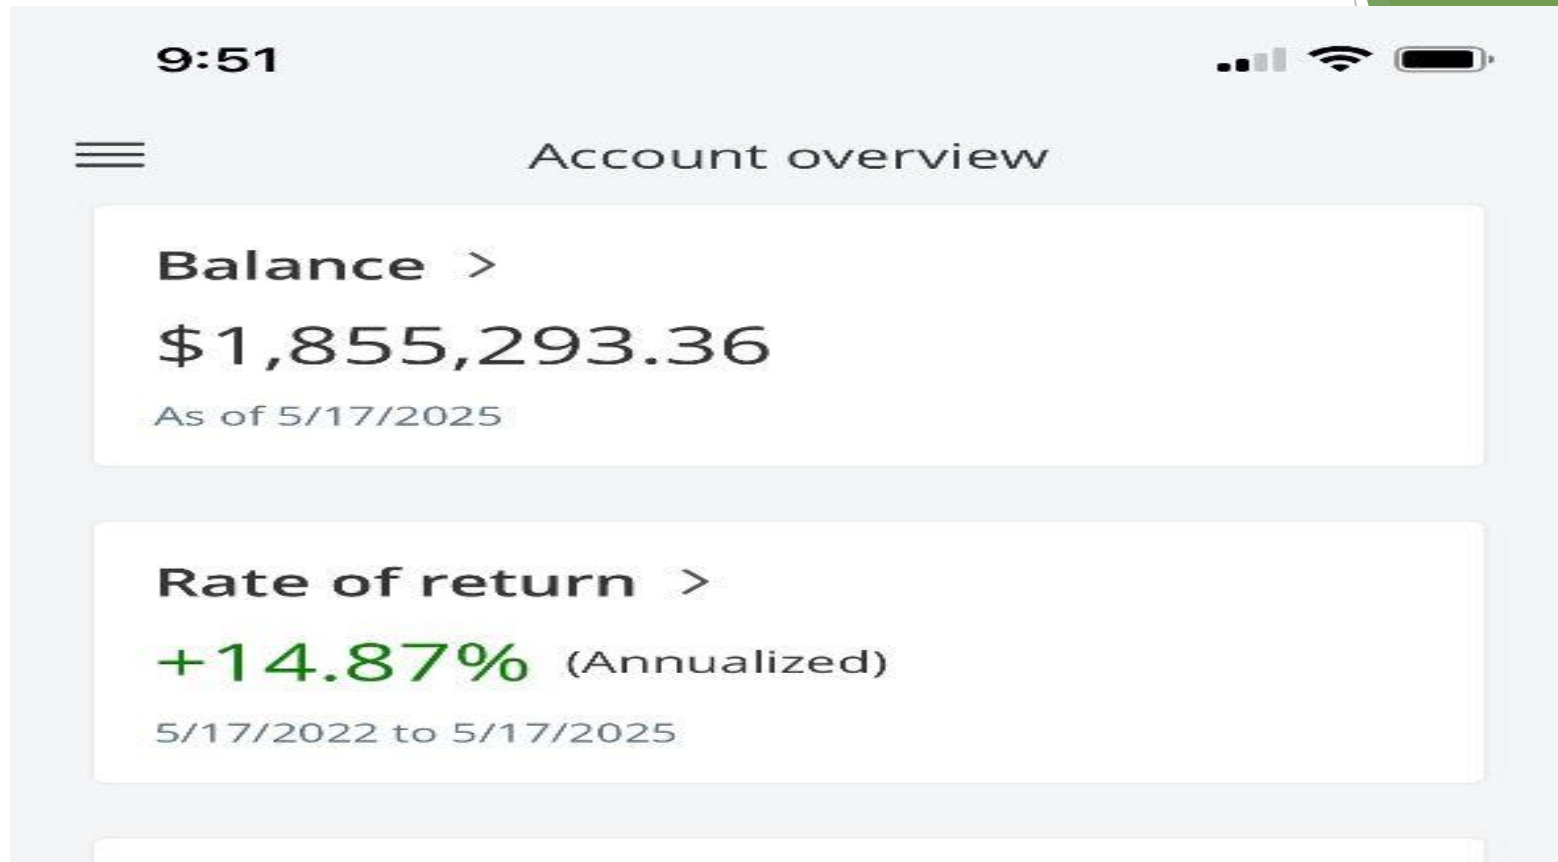 9:51
Account overview
Balance >
$1,855,293.36
As of 5/17/2025
Rate of return >
+14.87% (Annualized)
5/17/2022 to 5/17/2025